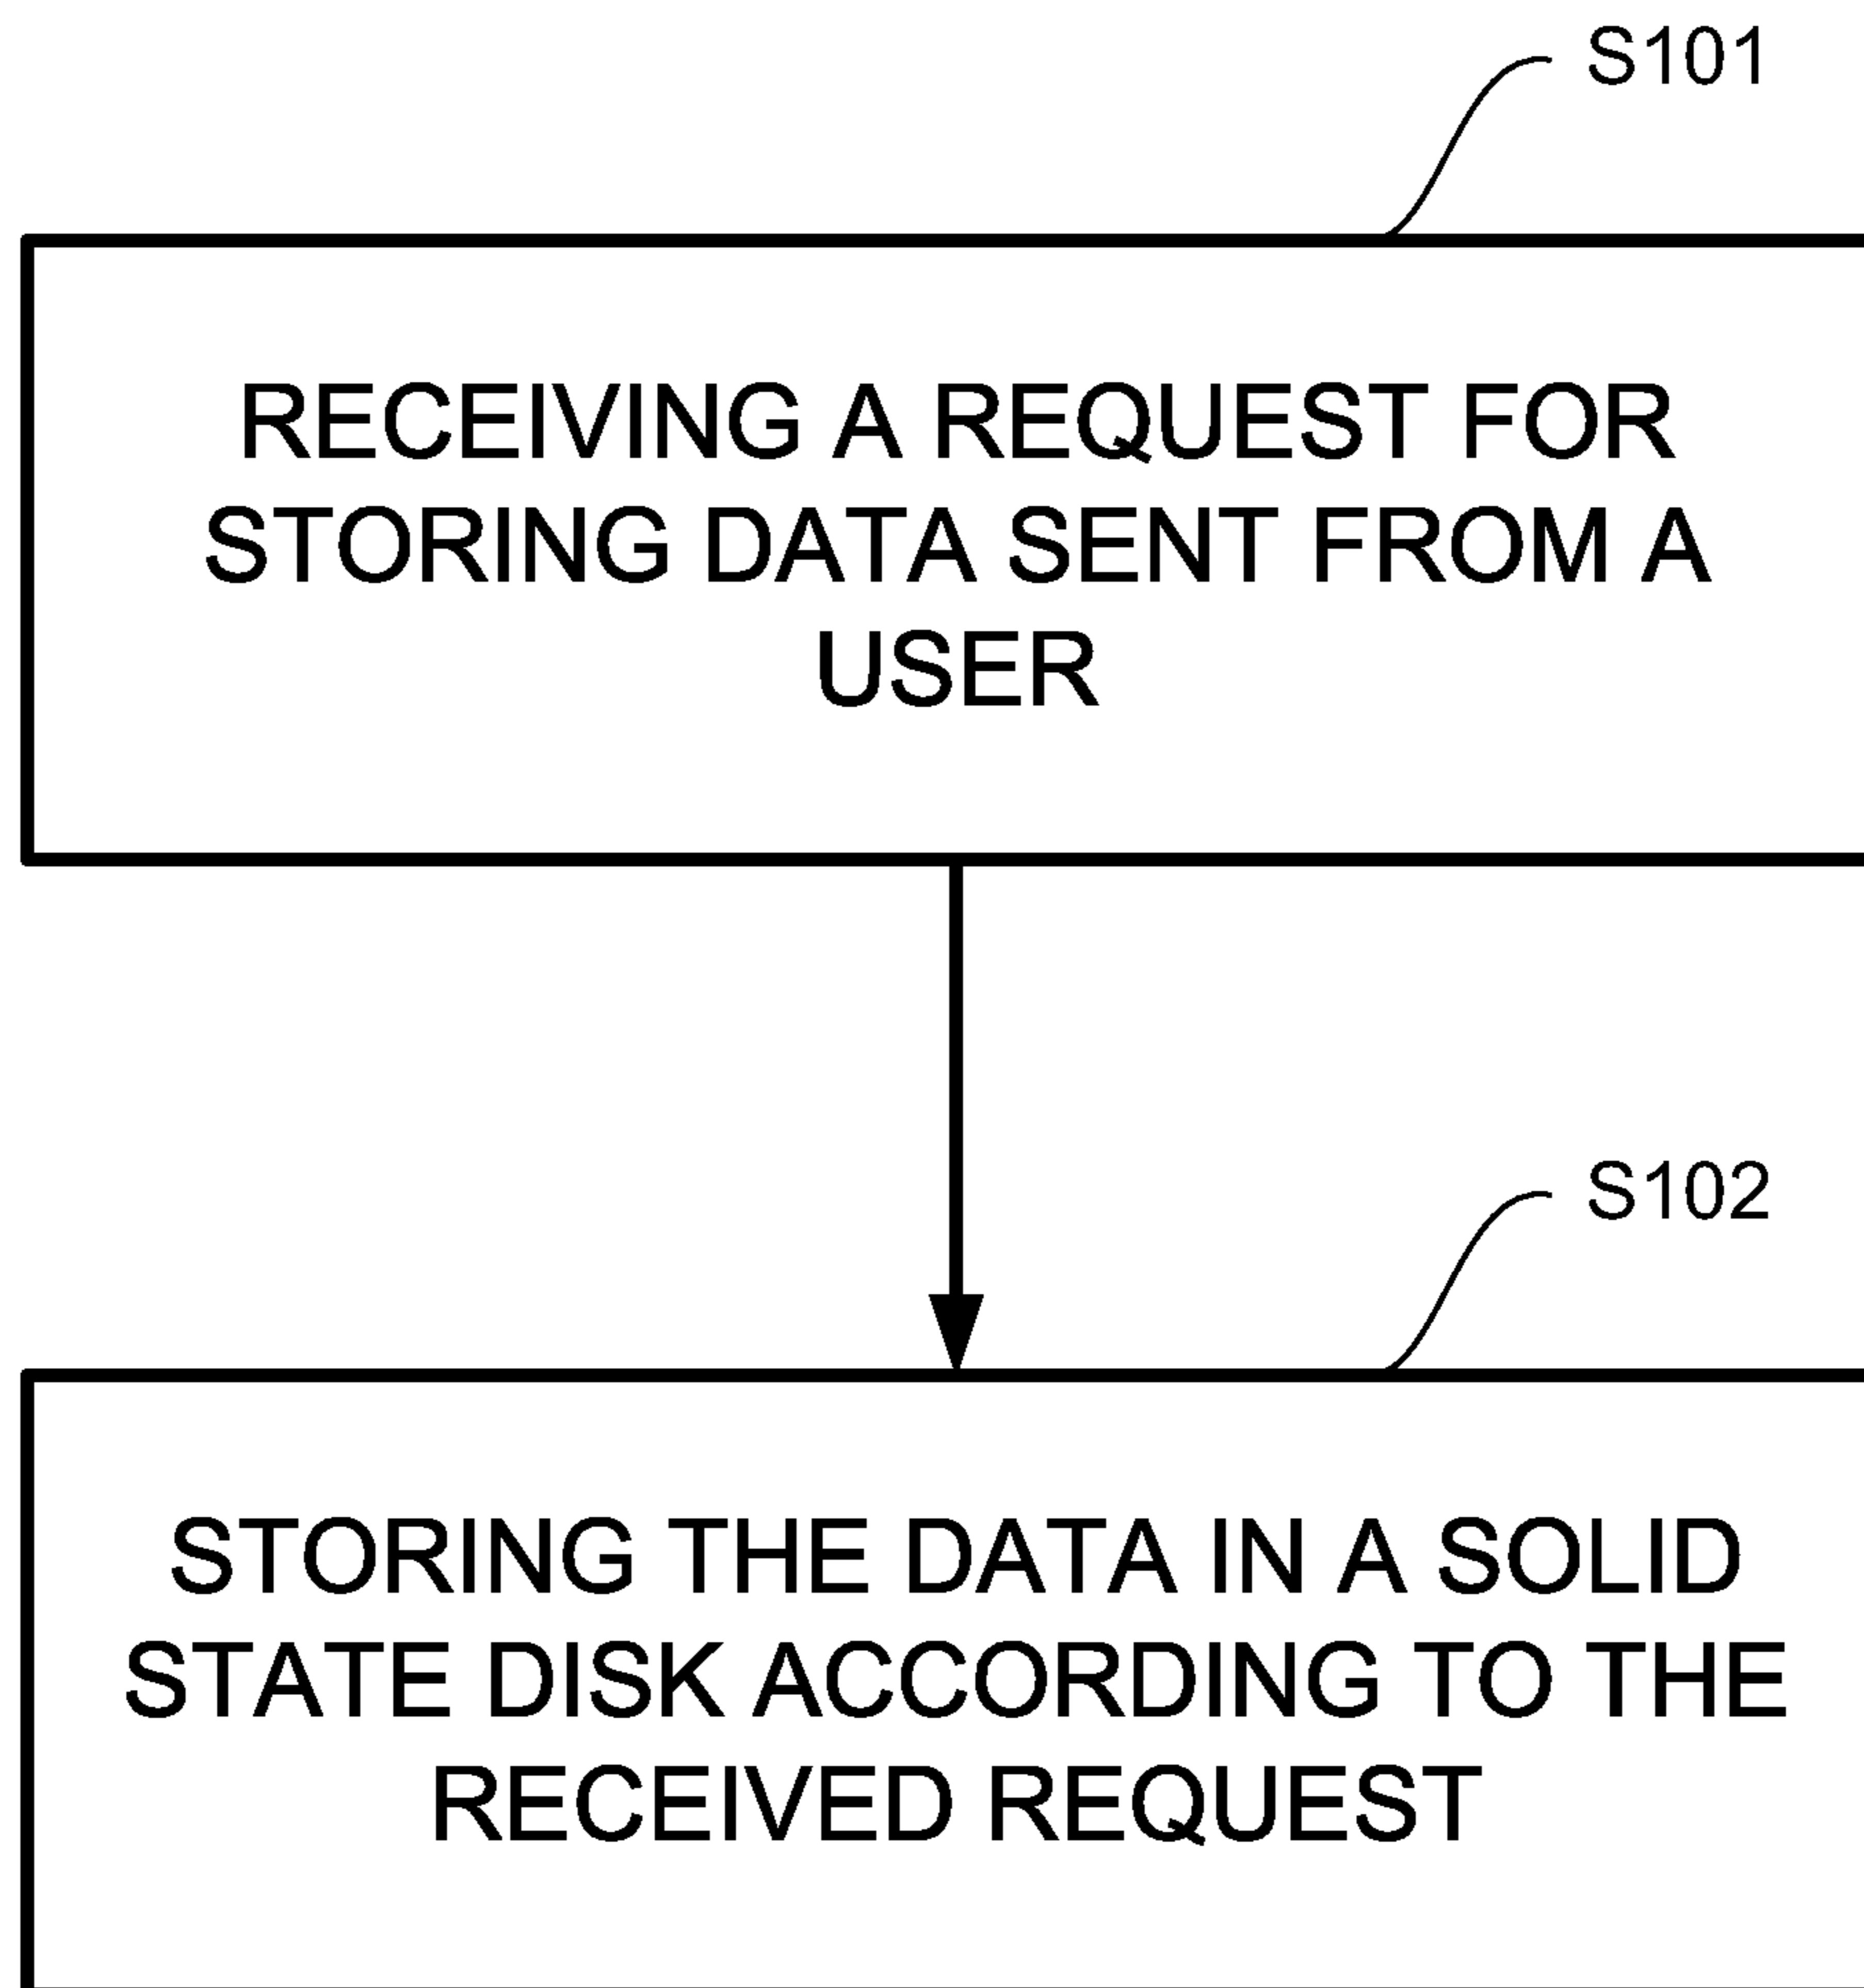 S101
RECEIVING A REQUEST FOR
STORING DATA SENT FROM A
USER
S102
STORING THE DATA IN A SOLID
STATE DISK ACCORDING TO THE
RECEIVED REQUEST